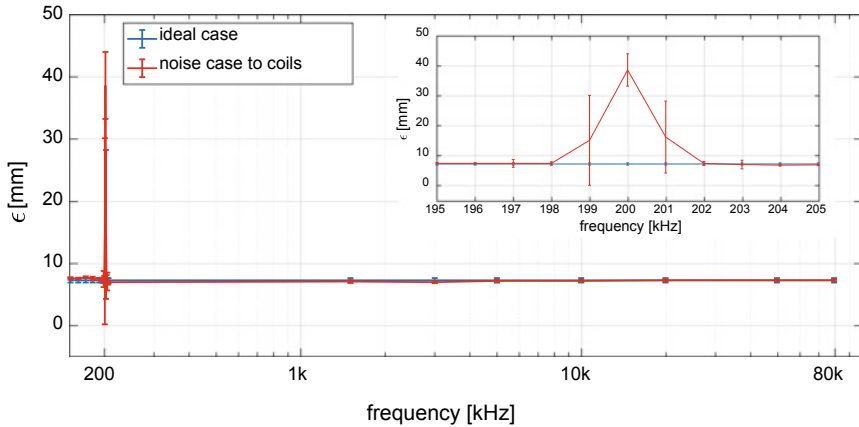 50
40
30
20
10
0
ϵ [mm]
ideal case
noise case to coils
50
40
30
20
10
0
ϵ [mm]
195 196 197 198 199 200 201 202 203 204 205
frequency [kHz]
200 1k 10k 80k
frequency [kHz]